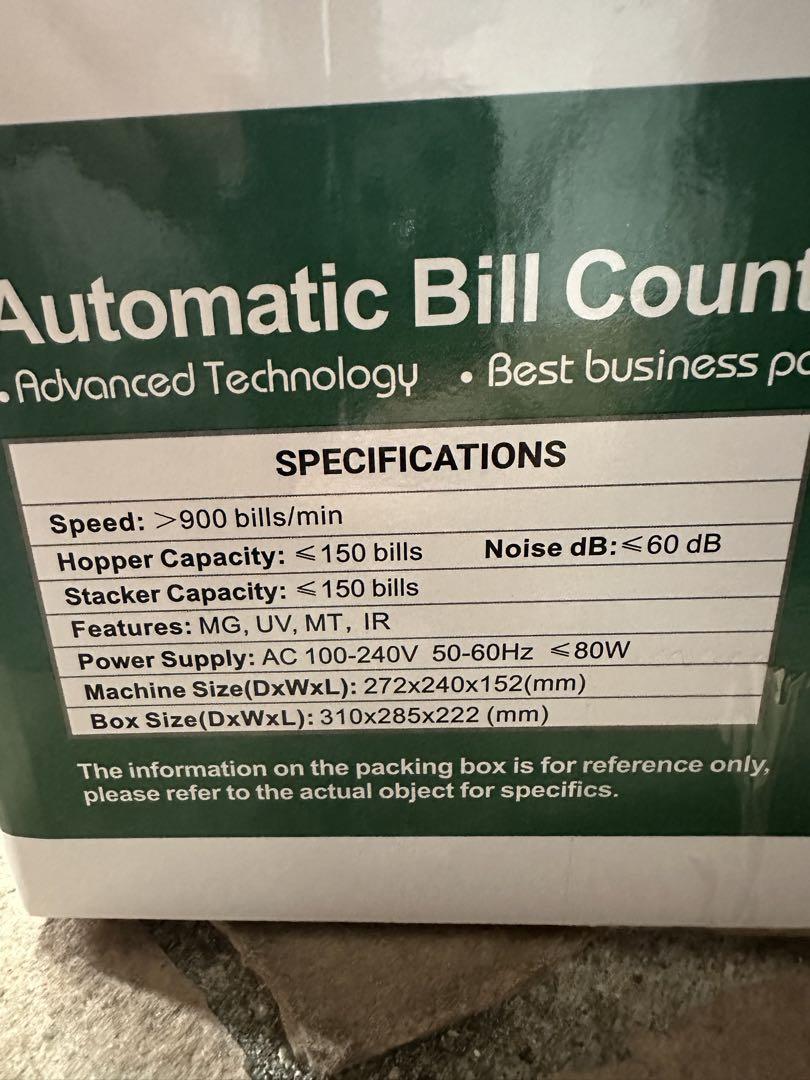 Automatic Bill Count
• Advanced Technology • Best business
SPECIFICATIONS
Speed: >900 bills/min
Hopper Capacity: ≤150 bills Noise dB:≤60 dB
Stacker Capacity: ≤150 bills
Features: MG, UV, MT, IR
Power Supply: AC 100-240V 50-60Hz ≤80W
Machine Size(DxWxL): 272x240x152(mm)
Box Size(DxWxL): 310x285x222 (mm)
The information on the packing box is for reference only,
please refer to the actual object for specifics.